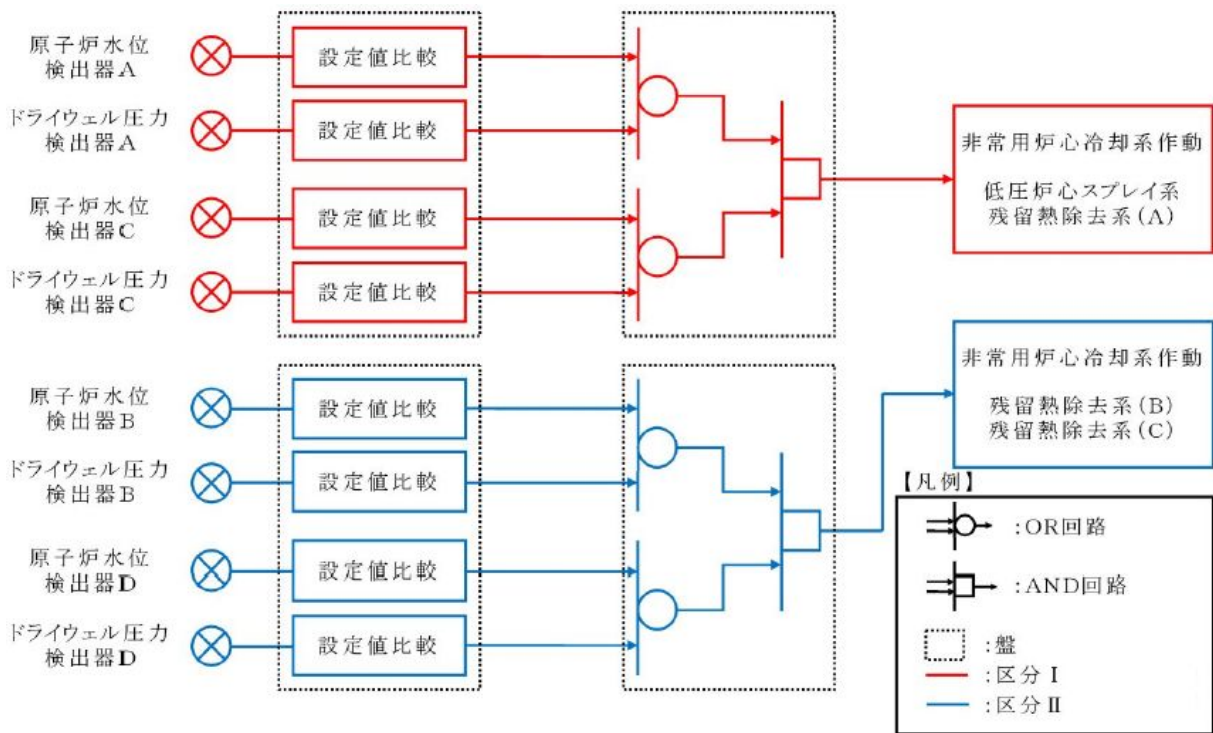 原子炉水位
検出器A
設定値比較
ドライウェル圧力
検出器A
設定値比較
原子炉水位
検出器C
設定値比較
ドライウェル圧力
検出器C
設定値比較
非常用炉心冷却系作動
低圧炉心スプレイ系
残留熱除去系(A)
原子炉水位
検出器B
設定値比較
ドライウェル圧力
検出器B
設定値比較
原子炉水位
検出器D
設定値比較
ドライウェル圧力
検出器D
設定値比較
非常用炉心冷却系作動
残留熱除去系(B)
残留熱除去系(C)
【凡例】
:OR回路
:AND回路
:盤
:区分Ⅰ
:区分Ⅱ